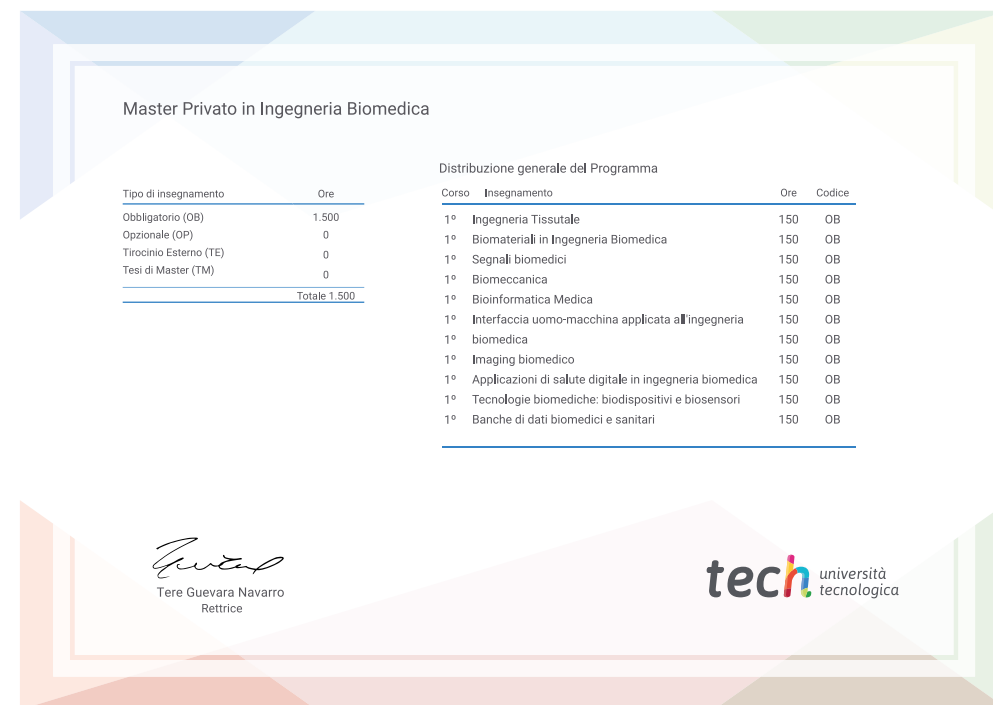 Master Privato in Ingegneria Biomedica
Tipo di insegnamento Ore
Obbligatorio (OB) 1.500
Opzionale (OP) 0
Tirocinio Esterno (TE) 0
Tesi di Master (TM) 0
Totale 1.500
Distribuzione generale del Programma
Corso Insegnamento Ore Codice
1º Ingegneria Tissutale 150 OB
1º Biomateriali in Ingegneria Biomedica 150 OB
1º Segnali biomedici 150 OB
1º Biomeccanica 150 OB
1º Bioinformatica Medica 150 OB
1º Interfaccia uomo-macchina applicata all'ingegneria 150 OB
1º biomedica 150 OB
1º Imaging biomedico 150 OB
1º Applicazioni di salute digitale in ingegneria biomedica 150 OB
1º Tecnologie biomediche: biodispositivi e biosensori 150 OB
1º Banche di dati biomedici e sanitari 150 OB
Tere Guevara Navarro
Rettrice
tech università
tecnologica